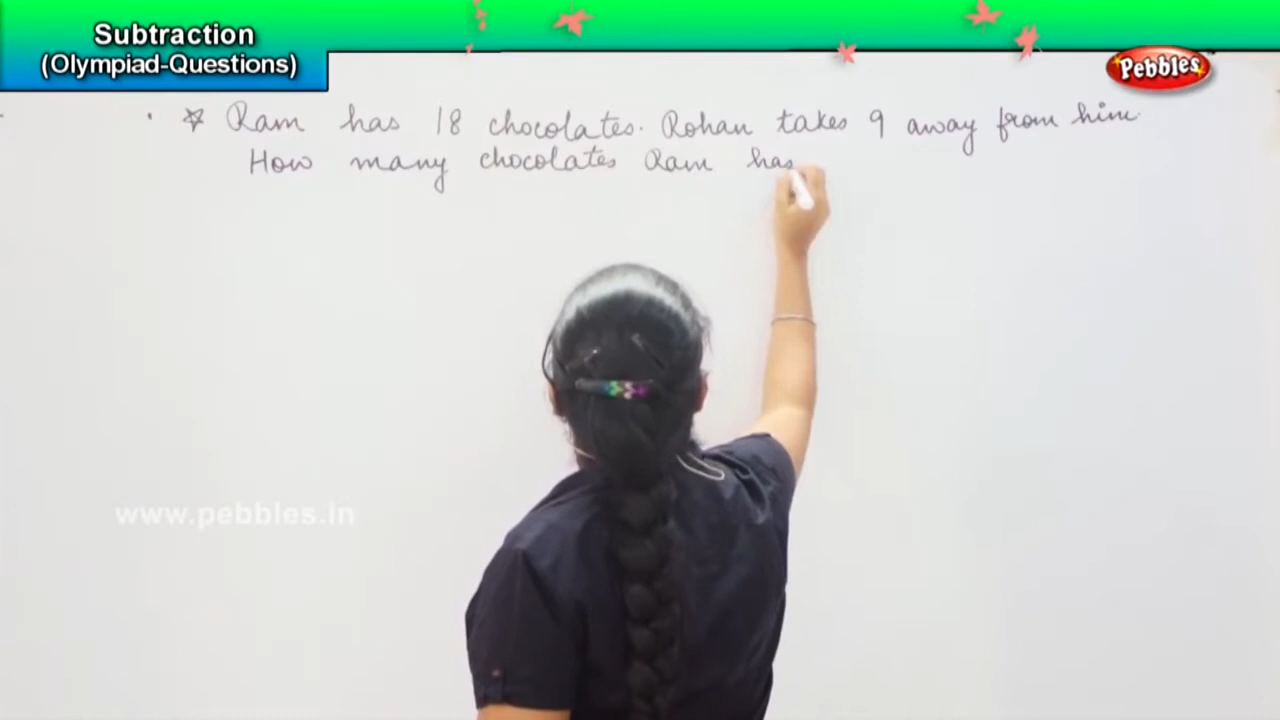 Subtraction
(Olympiad-Questions)
Pebbles
☆ Ram has 18 chocolates. Rohan takes 9 away from him.
How many chocolates Ram has
www.pebbles.in